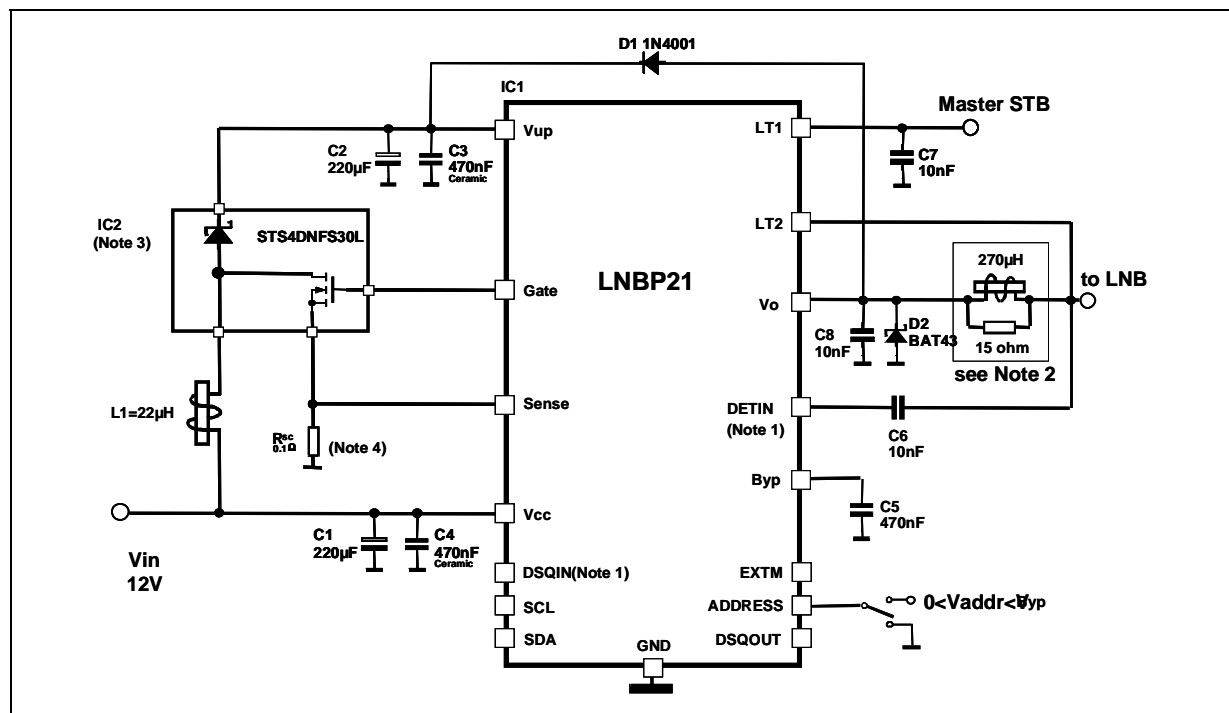 D1 1N4001
IC1
Master STB
Vup
LT1
C2
220µF
C3
470nF
Ceramic
C7
10nF
IC2
(Note 3)
STS4DNFS30L
LT2
LNBP21
270µH
to LNB
Gate
Vo
C8
10nF
D2
BAT43
15 ohm
see Note 2
L1=22µH
Sense
DETIN
(Note 1)
C6
10nF
Rsc
0.1Ω
(Note 4)
Byp
C5
470nF
Vcc
C1
220µF
C4
470nF
Ceramic
Vin
12V
DSQIN(Note 1)
EXTM
SCL
ADDRESS
0<Vaddr<VByp
SDA
DSQOUT
GND